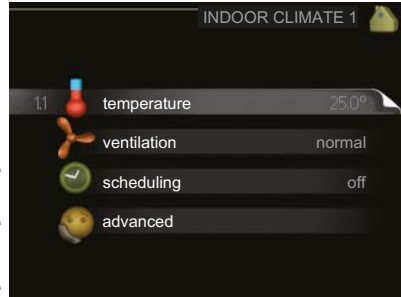 INDOOR CLIMATE 1
1.1 temperature 25.0°
ventilation normal
scheduling off
advanced